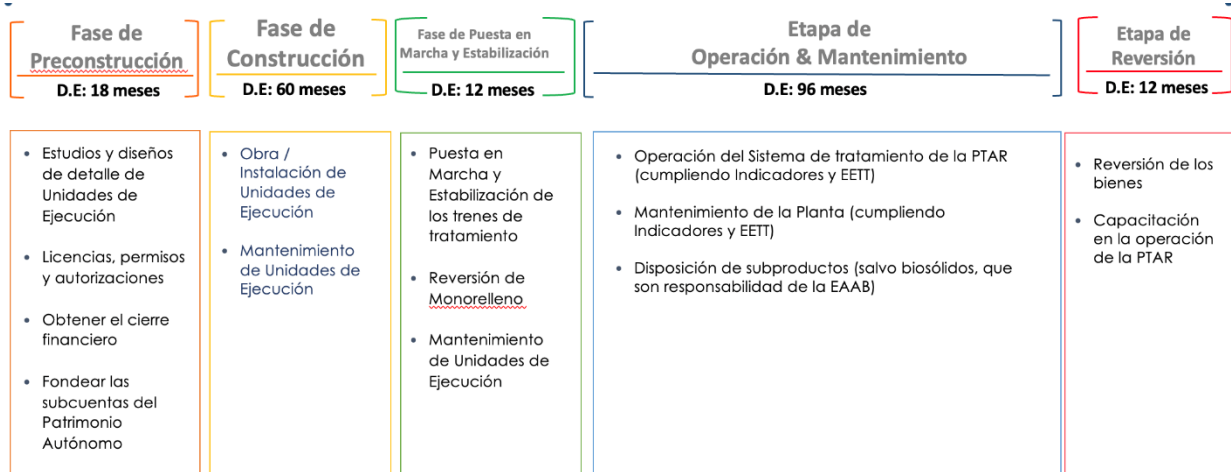 Fase de
Preconstrucción
D.E: 18 meses
Fase de
Construcción
D.E: 60 meses
Fase de Puesta en
Marcha y Estabilización
D.E: 12 meses
Etapa de
Operación & Mantenimiento
D.E: 96 meses
Etapa de
Reversión
D.E: 12 meses
• Estudios y diseños
de detalle de
Unidades de
Ejecución
• Licencias, permisos
y autorizaciones
• Obtener el cierre
financiero
• Fondear las
subcuentas del
Patrimonio
Autónomo
• Obra /
Instalación de
Unidades de
Ejecución
• Mantenimiento
de Unidades de
Ejecución
• Puesta en
Marcha y
Estabilización de
los trenes de
tratamiento
• Reversión de
Monorelleno
• Mantenimiento
de Unidades de
Ejecución
• Operación del Sistema de tratamiento de la PTAR
(cumpliendo Indicadores y EETT)
• Mantenimiento de la Planta (cumpliendo
Indicadores y EETT)
• Disposición de subproductos (salvo biosólidos, que
son responsabilidad de la EAAB)
• Reversión de los
bienes
• Capacitación
en la operación
de la PTAR